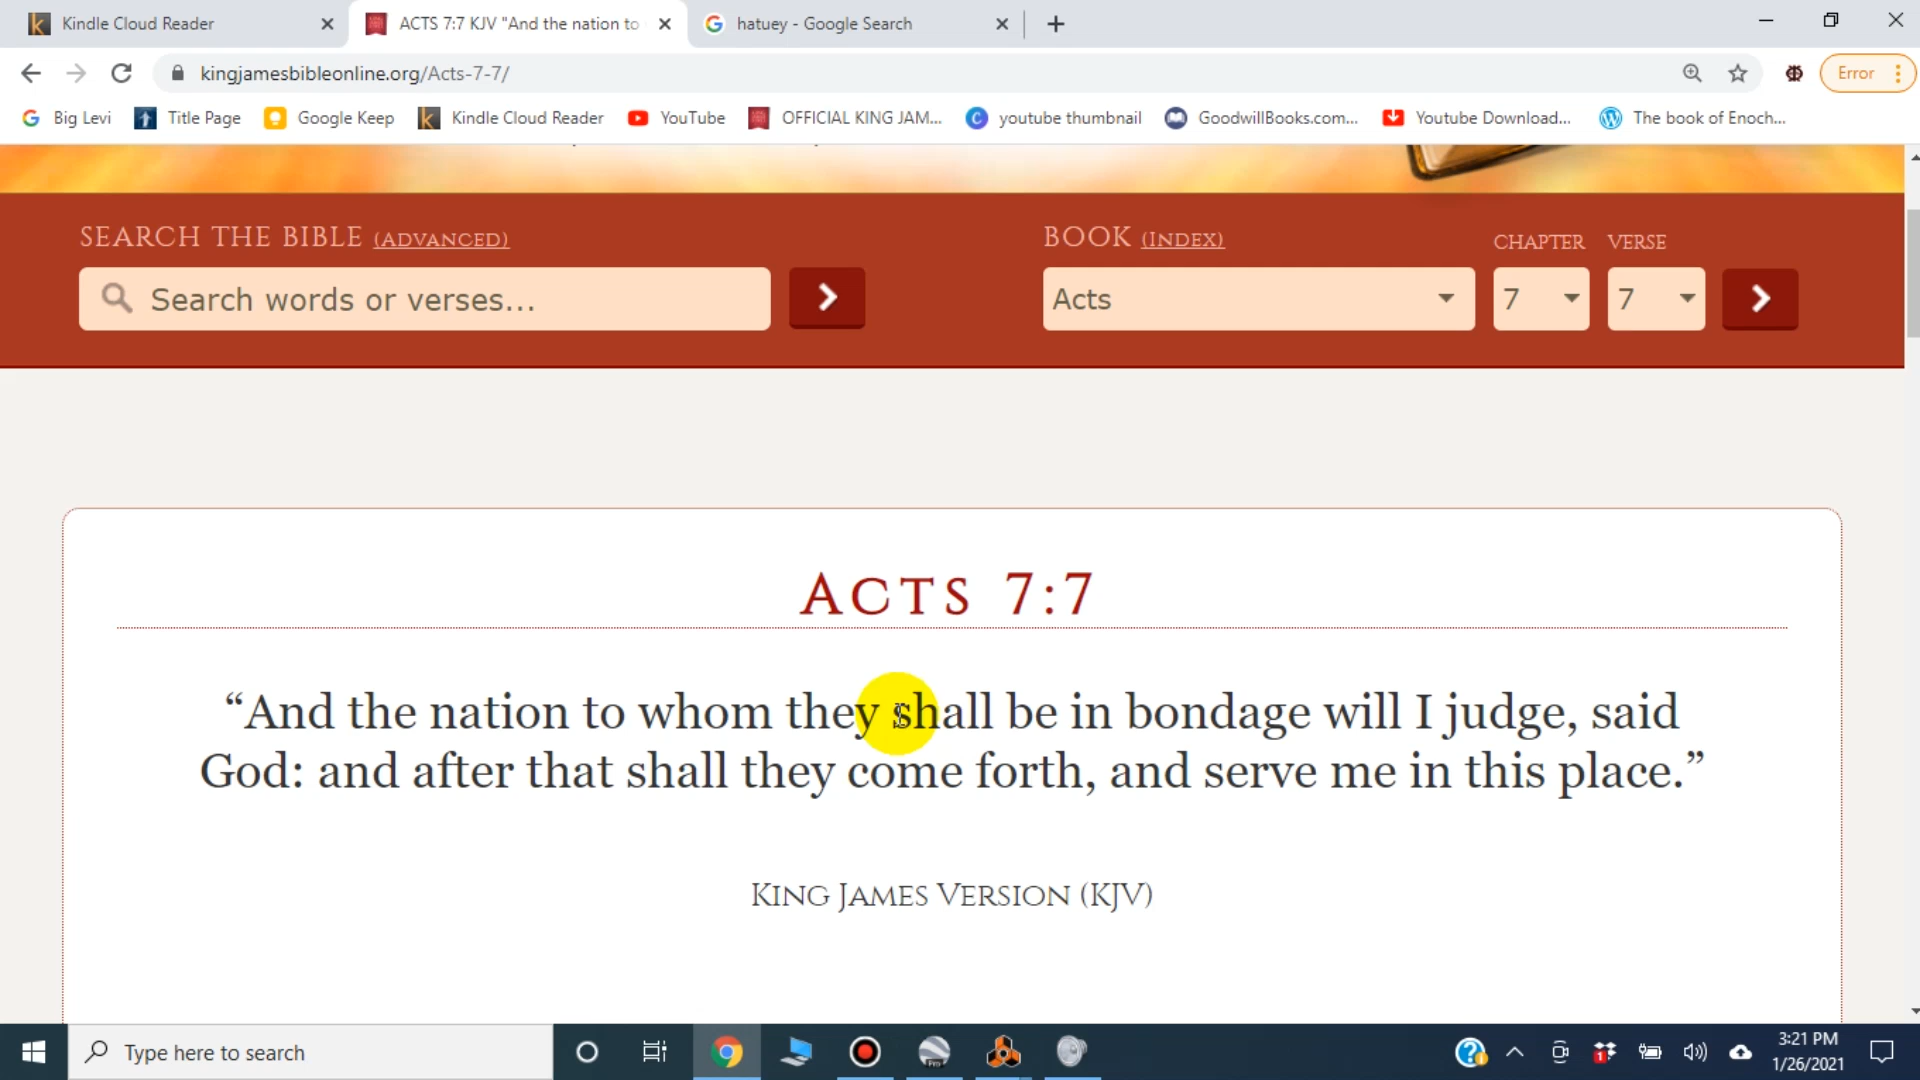 Kindle Cloud Reader
ACTS 7:7 KJV "And the nation to
hatuey - Google Search
kingjamesbibleonline.org/Acts-7-7/
Error
Big Levi
Title Page
Google Keep
Kindle Cloud Reader
YouTube
OFFICIAL KING JAM...
youtube thumbnail
GoodwillBooks.com...
Youtube Download...
The book of Enoch...
SEARCH THE BIBLE (ADVANCED)
BOOK (INDEX)
CHAPTER
VERSE
Search words or verses...
Acts
7
7
ACTS 7:7
“And the nation to whom they shall be in bondage will I judge, said
God: and after that shall they come forth, and serve me in this place.”
KING JAMES VERSION (KJV)
Type here to search
3:21 PM
1/26/2021